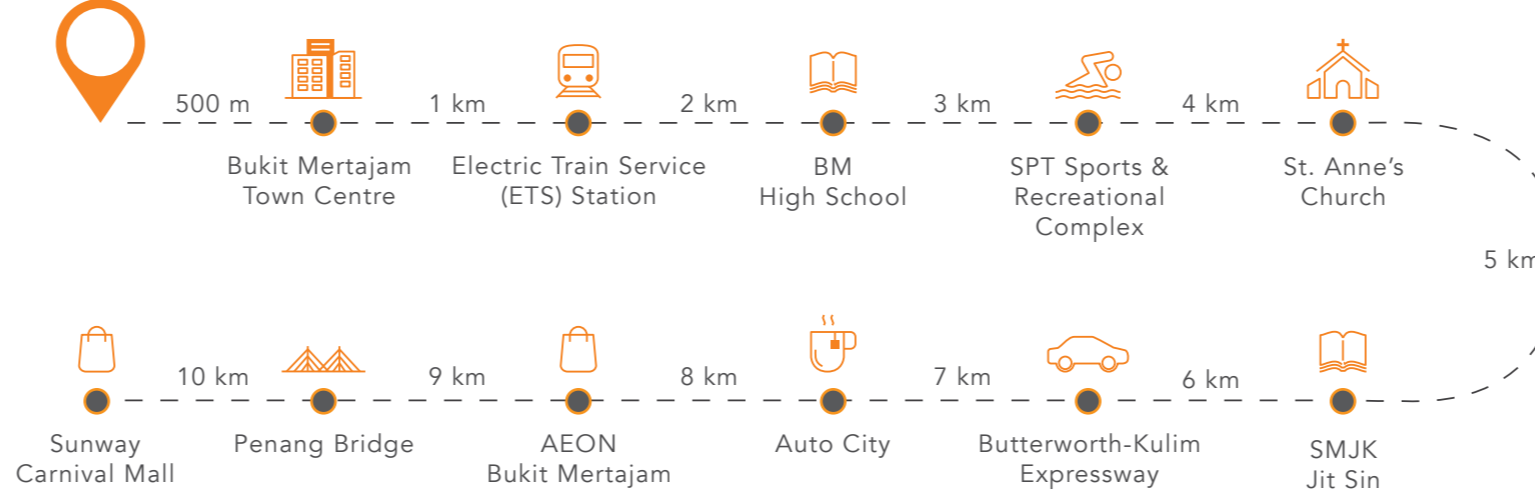 500 m
1 km
2 km
3 km
4 km
Bukit Mertajam
Town Centre
Electric Train Service
(ETS) Station
BM
High School
SPT Sports &
Recreational
Complex
St. Anne's
Church
5 km
10 km
9 km
8 km
7 km
6 km
Sunway
Carnival Mall
Penang Bridge
AEON
Bukit Mertajam
Auto City
Butterworth-Kulim
Expressway
SMJK
Jit Sin